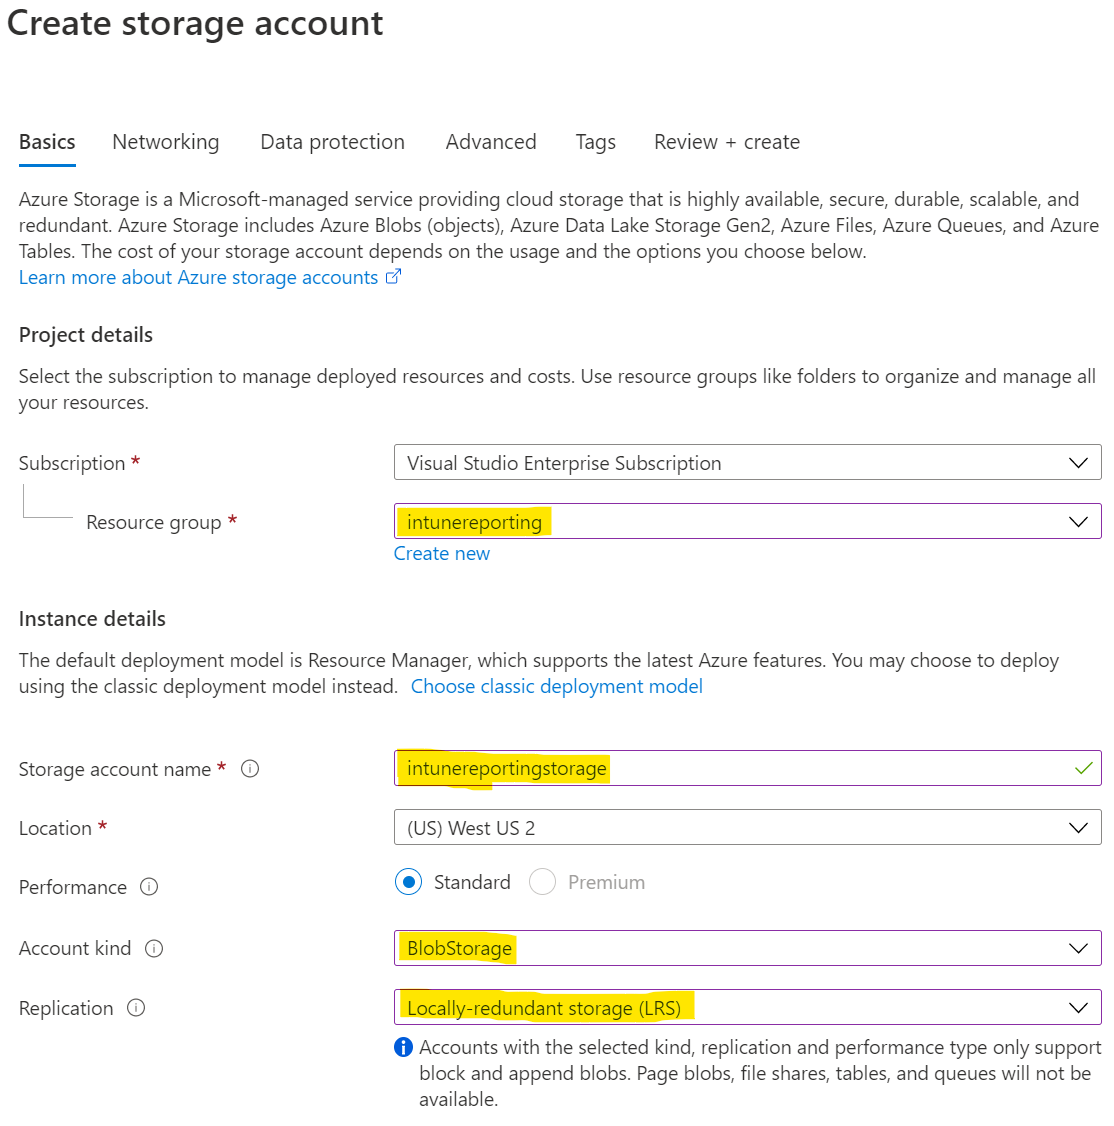 Create storage account
Basics Networking Data protection Advanced Tags Review + create
Azure Storage is a Microsoft-managed service providing cloud storage that is highly available, secure, durable, scalable, and
redundant. Azure Storage includes Azure Blobs (objects), Azure Data Lake Storage Gen2, Azure Files, Azure Queues, and Azure
Tables. The cost of your storage account depends on the usage and the options you choose below.
Learn more about Azure storage accounts
Project details
Select the subscription to manage deployed resources and costs. Use resource groups like folders to organize and manage all
your resources.
Subscription * Visual Studio Enterprise Subscription
Resource group * intunereporting
Create new
Instance details
The default deployment model is Resource Manager, which supports the latest Azure features. You may choose to deploy
using the classic deployment model instead. Choose classic deployment model
Storage account name * intunereportingstorage
Location * (US) West US 2
Performance Standard Premium
Account kind BlobStorage
Replication Locally-redundant storage (LRS)
Accounts with the selected kind, replication and performance type only support
block and append blobs. Page blobs, file shares, tables, and queues will not be
available.